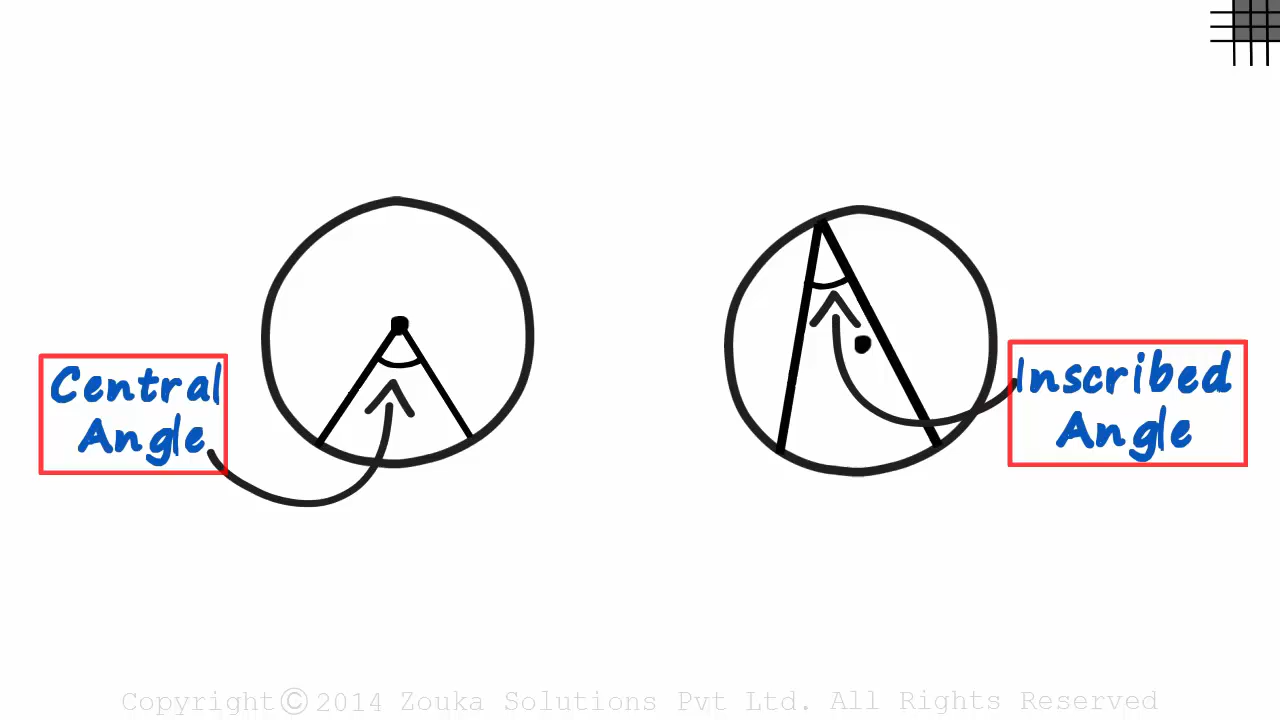 Central
Angle
Inscribed
Angle
Copyright©2014 Zouka Solutions Pvt Ltd. All Rights Reserved